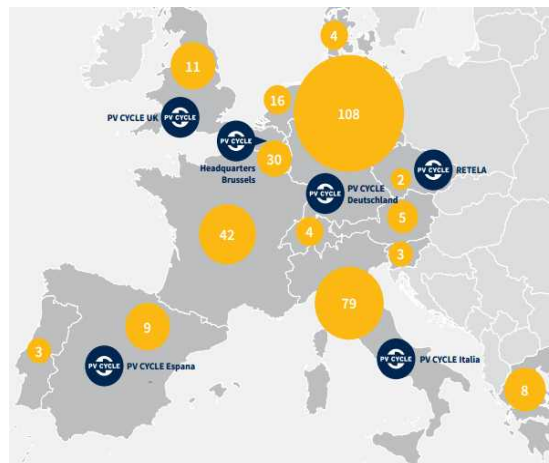 4
11
16
108
PV CYCLE UK
PV CYCLE
PV CYCLE
Headquarters
Brussels
30
2
PV CYCLE
RETELA
PV CYCLE
PV CYCLE
Deutschland
5
42
4
3
79
9
3
PV CYCLE
PV CYCLE Espana
PV CYCLE
PV CYCLE Italia
8